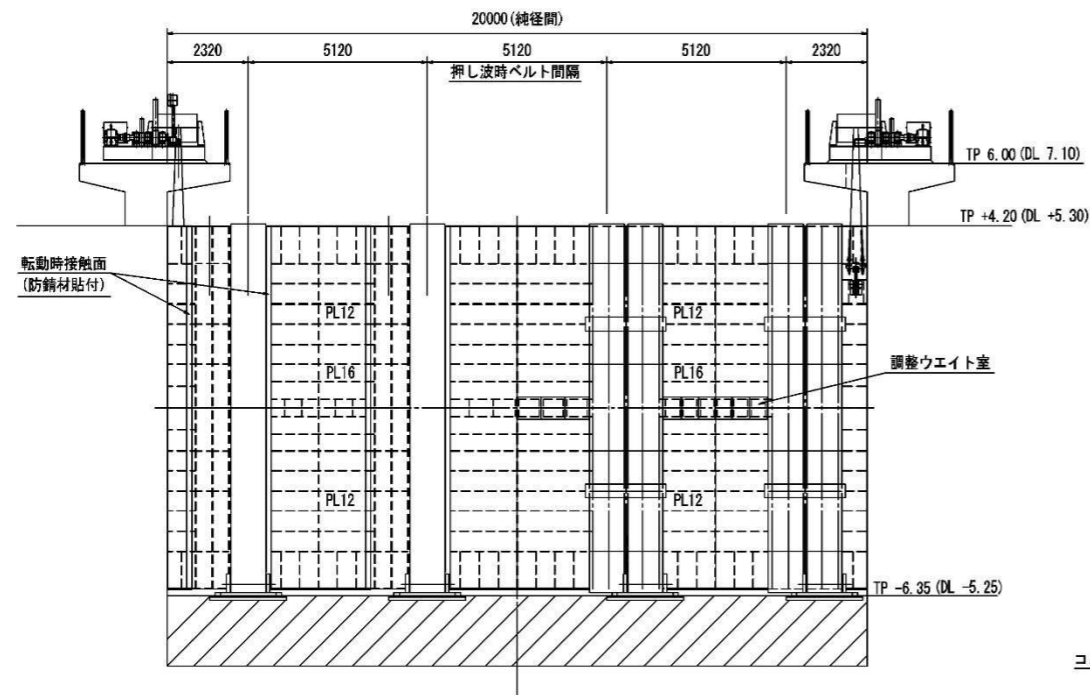 20000(純径間)
2320
5120
5120
5120
2320
押し波時ベルト間隔
TP 6.00(DL 7.10)
TP +4.20(DL +5.30)
転動時接触面
(防錆材貼付)
PL12
PL12
PL16
PL16
調整ウエイト室
PL12
PL12
TP -6.35(DL -5.25)
コ